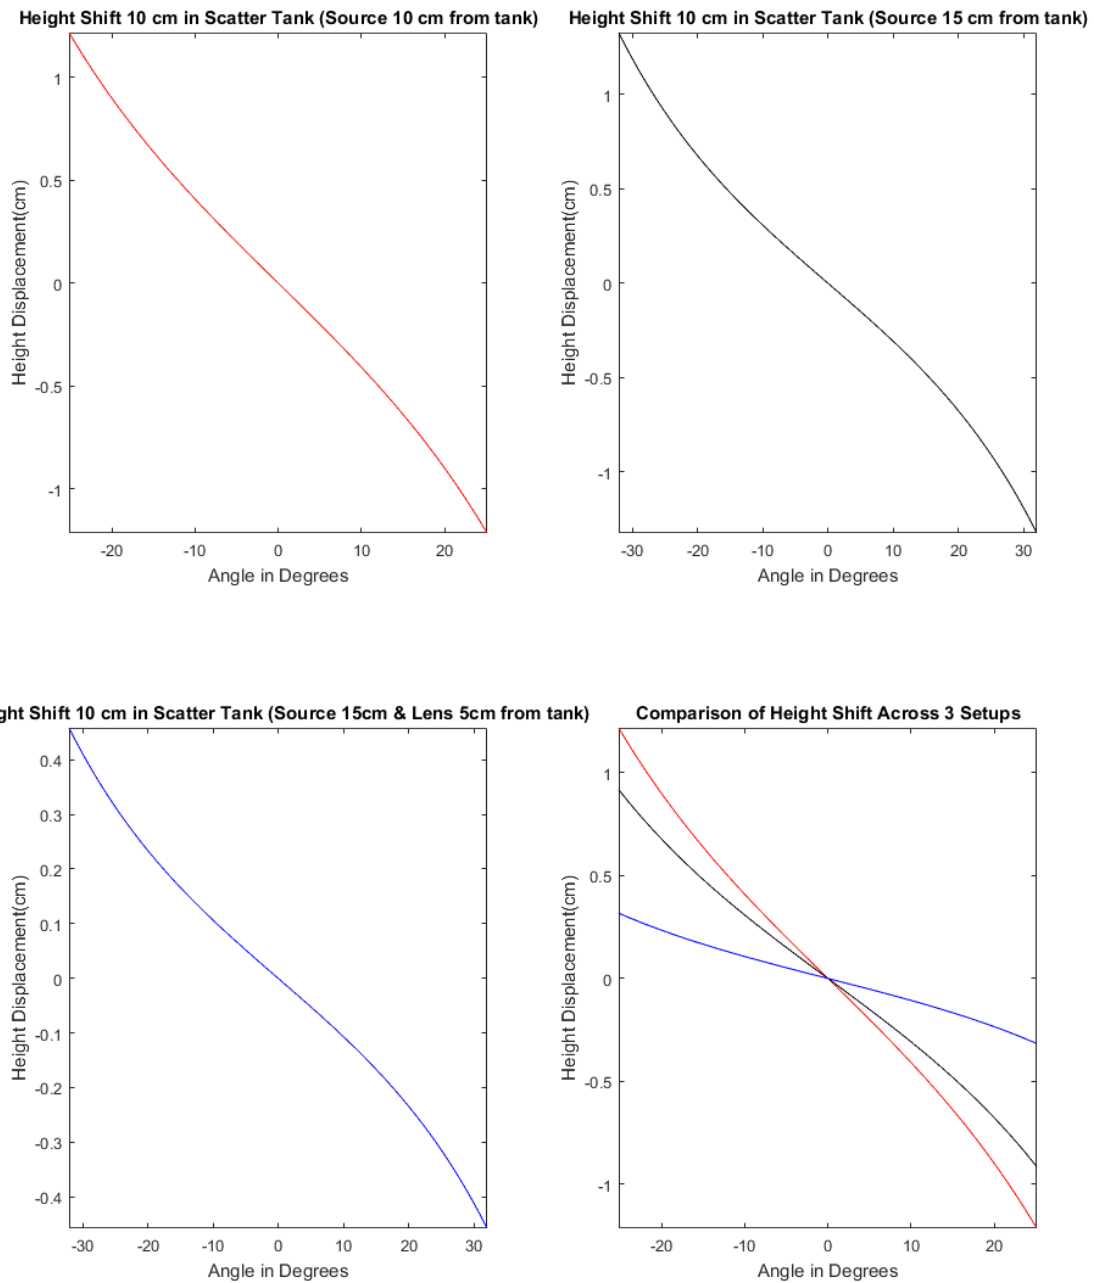 Height Shift 10 cm in Scatter Tank (Source 10 cm from tank)
1
0.5
0
-0.5
-1
Height Displacement(cm)
-20 -10 0 10 20
Angle in Degrees
Height Shift 10 cm in Scatter Tank (Source 15 cm from tank)
1
0.5
0
-0.5
-1
Height Displacement(cm)
-30 -20 -10 0 10 20 30
Angle in Degrees
ght Shift 10 cm in Scatter Tank (Source 15cm & Lens 5cm from tank)
0.4
0.3
0.2
0.1
0
-0.1
-0.2
-0.3
-0.4
Height Displacement(cm)
-30 -20 -10 0 10 20 30
Angle in Degrees
Comparison of Height Shift Across 3 Setups
1
0.5
0
-0.5
-1
Height Displacement(cm)
-20 -10 0 10 20
Angle in Degrees